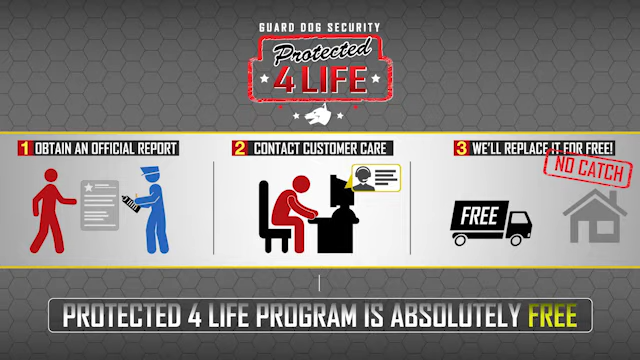 GUARD DOG SECURITY
Protected
4 LIFE
1 OBTAIN AN OFFICIAL REPORT
2 CONTACT CUSTOMER CARE
3 WE'LL REPLACE IT FOR FREE!
NO CATCH
FREE
PROTECTED 4 LIFE PROGRAM IS ABSOLUTELY FREE